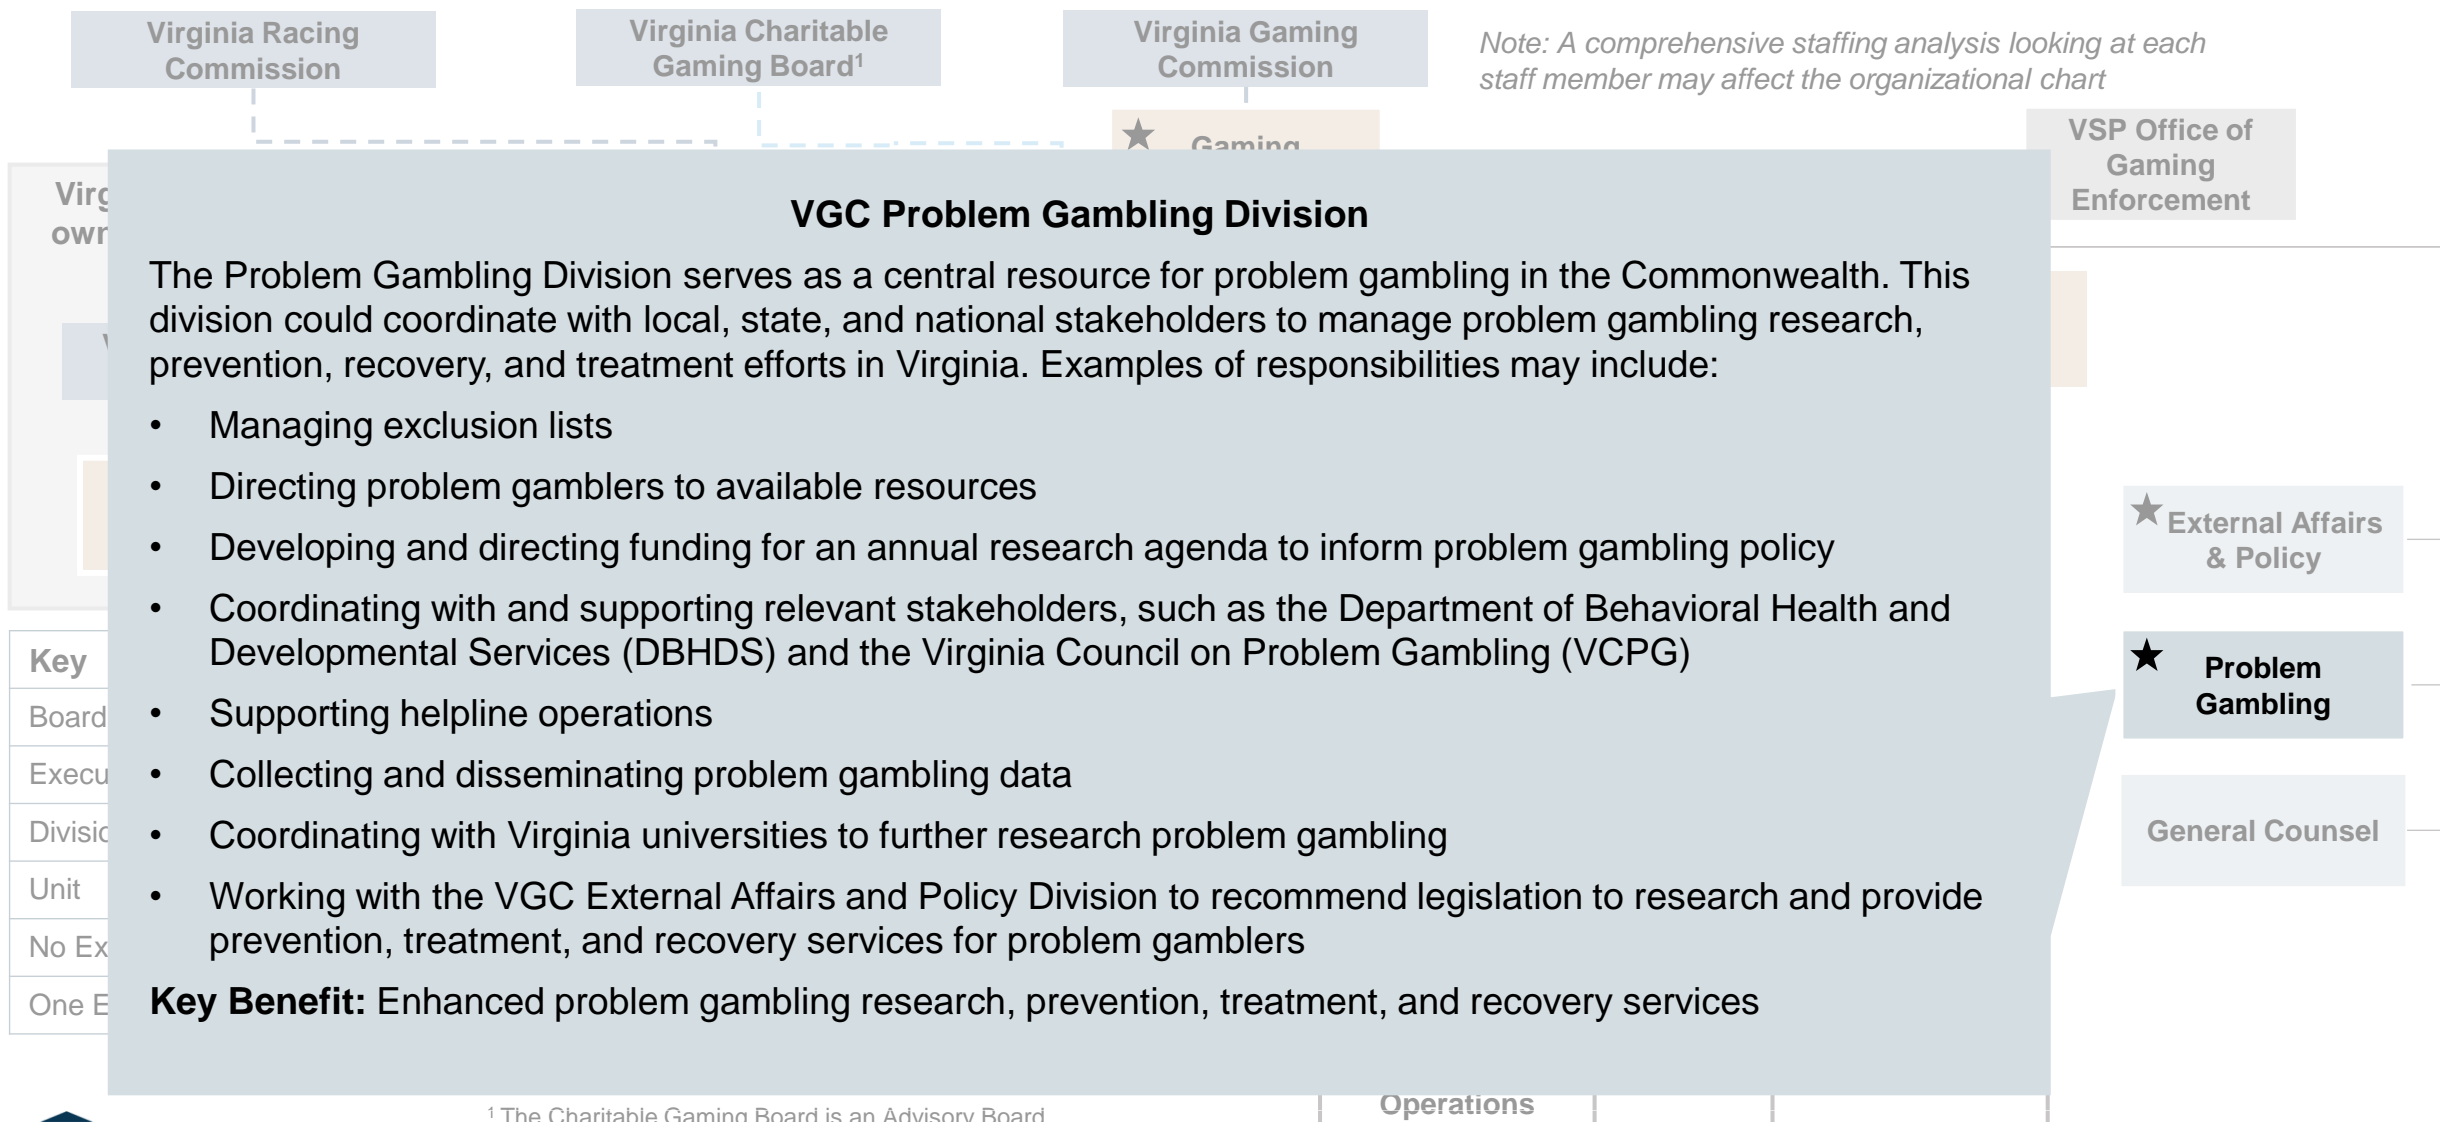 Virginia Racing
Commission
Virginia Charitable
Gaming Board¹
Virginia Gaming
Commission
Note: A comprehensive staffing analysis looking at each
staff member may affect the organizational chart
Gaming
VSP Office of
Gaming
Enforcement
VGC Problem Gambling Division
The Problem Gambling Division serves as a central resource for problem gambling in the Commonwealth. This
division could coordinate with local, state, and national stakeholders to manage problem gambling research,
prevention, recovery, and treatment efforts in Virginia. Examples of responsibilities may include:
• Managing exclusion lists
• Directing problem gamblers to available resources
• Developing and directing funding for an annual research agenda to inform problem gambling policy
• Coordinating with and supporting relevant stakeholders, such as the Department of Behavioral Health and
Developmental Services (DBHDS) and the Virginia Council on Problem Gambling (VCPG)
• Supporting helpline operations
• Collecting and disseminating problem gambling data
• Coordinating with Virginia universities to further research problem gambling
• Working with the VGC External Affairs and Policy Division to recommend legislation to research and provide
prevention, treatment, and recovery services for problem gamblers
Key Benefit: Enhanced problem gambling research, prevention, treatment, and recovery services
External Affairs
& Policy
Problem
Gambling
General Counsel
Key
Board
Unit
Operations
¹ The Charitable Gaming Board is an Advisory Board